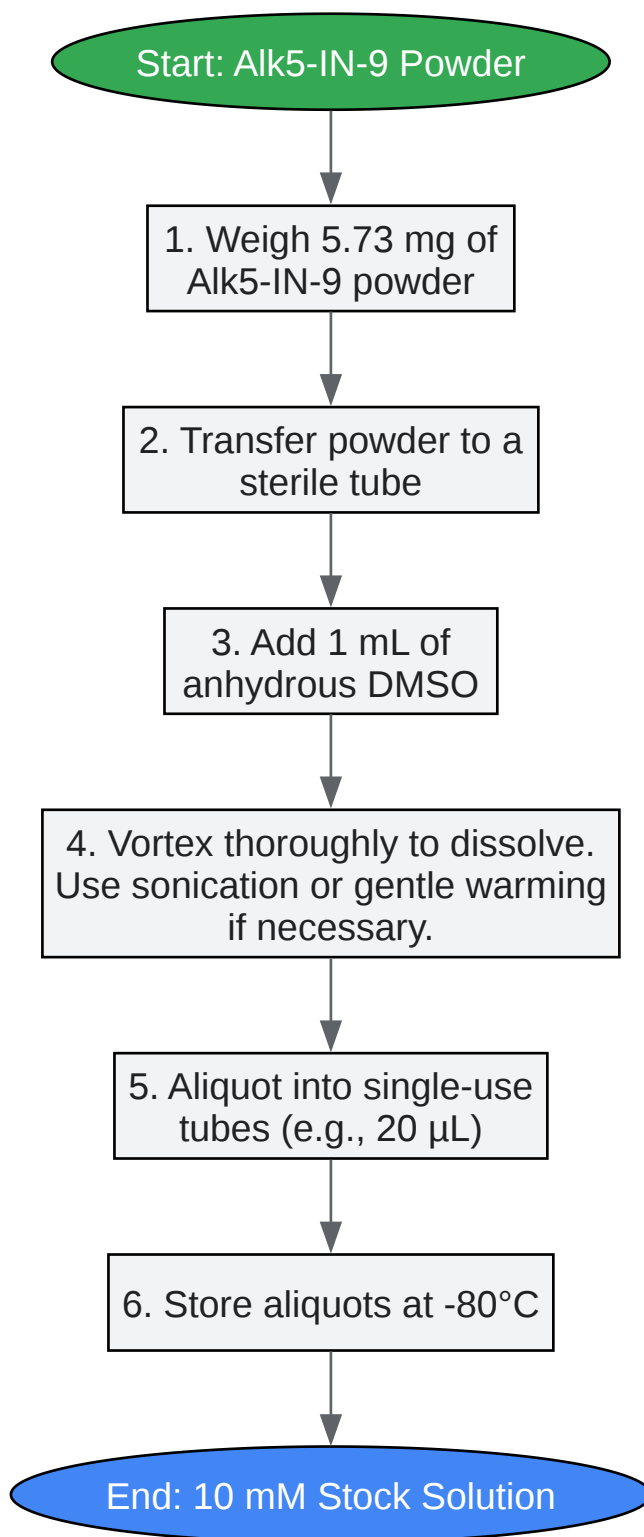 Start: Alk5-IN-9 Powder
1. Weigh 5.73 mg of
Alk5-IN-9 powder
2. Transfer powder to a
sterile tube
3. Add 1 mL of
anhydrous DMSO
4. Vortex thoroughly to dissolve.
Use sonication or gentle warming
if necessary.
5. Aliquot into single-use
tubes (e.g., 20 µL)
6. Store aliquots at -80°C
End: 10 mM Stock Solution